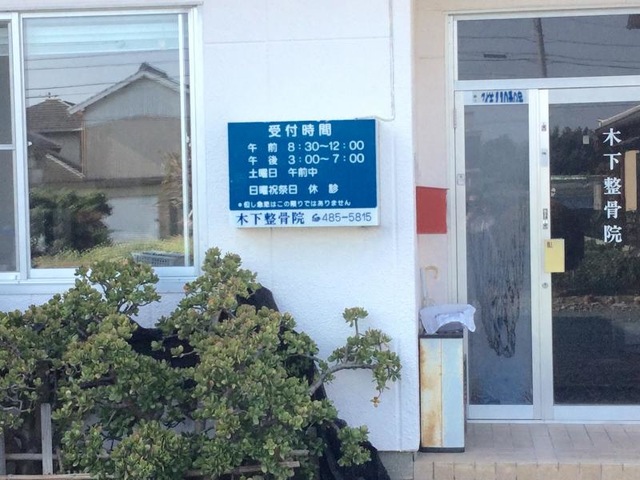 受付時間
午前 8:30〜12:00
午後 3:00〜7:00
土曜日 午前中
日曜祝祭日 休診
*但し急患はこの限りではありません
木下整骨院 485-5815
木下整骨院